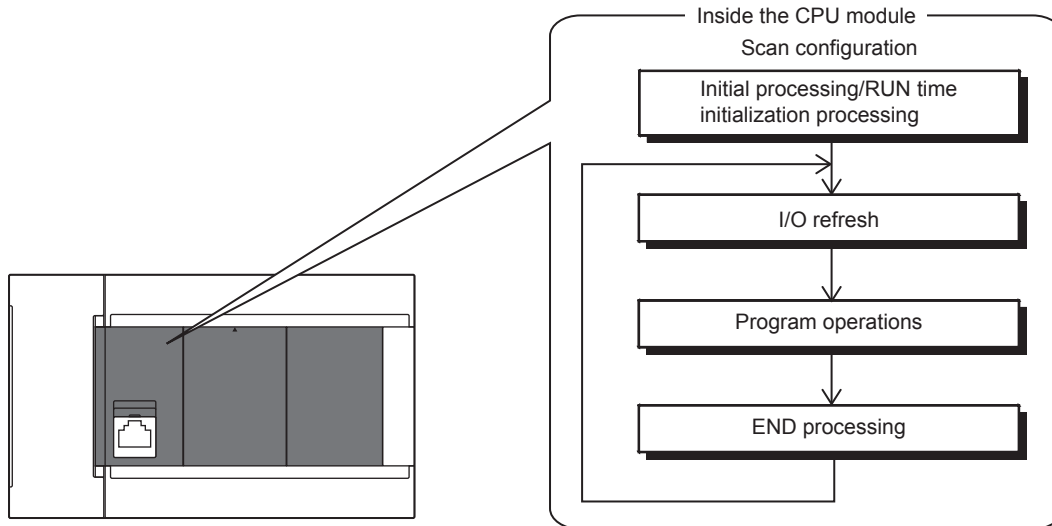 Inside the CPU module
Scan configuration
Initial processing/RUN time
initialization processing
I/O refresh
Program operations
END processing